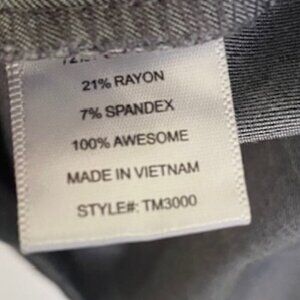 21% RAYON
7% SPANDEX
100% AWESOME
MADE IN VIETNAM
STYLE#: TM3000